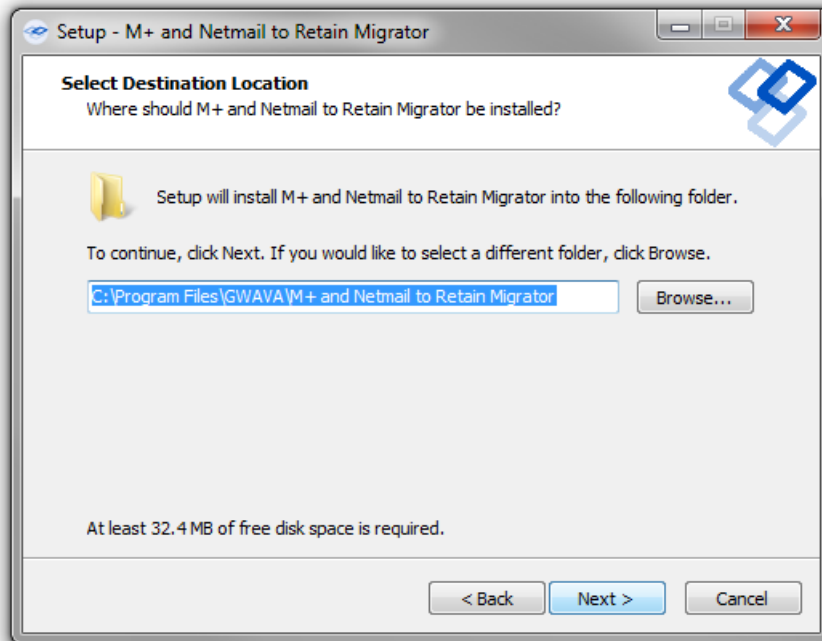 Setup - M+ and Netmail to Retain Migrator
Select Destination Location
Where should M+ and Netmail to Retain Migrator be installed?
Setup will install M+ and Netmail to Retain Migrator into the following folder.
To continue, click Next. If you would like to select a different folder, click Browse.
C:\Program Files\GWAVA\M+ and Netmail to Retain Migrator
Browse...
At least 32.4 MB of free disk space is required.
< Back
Next >
Cancel